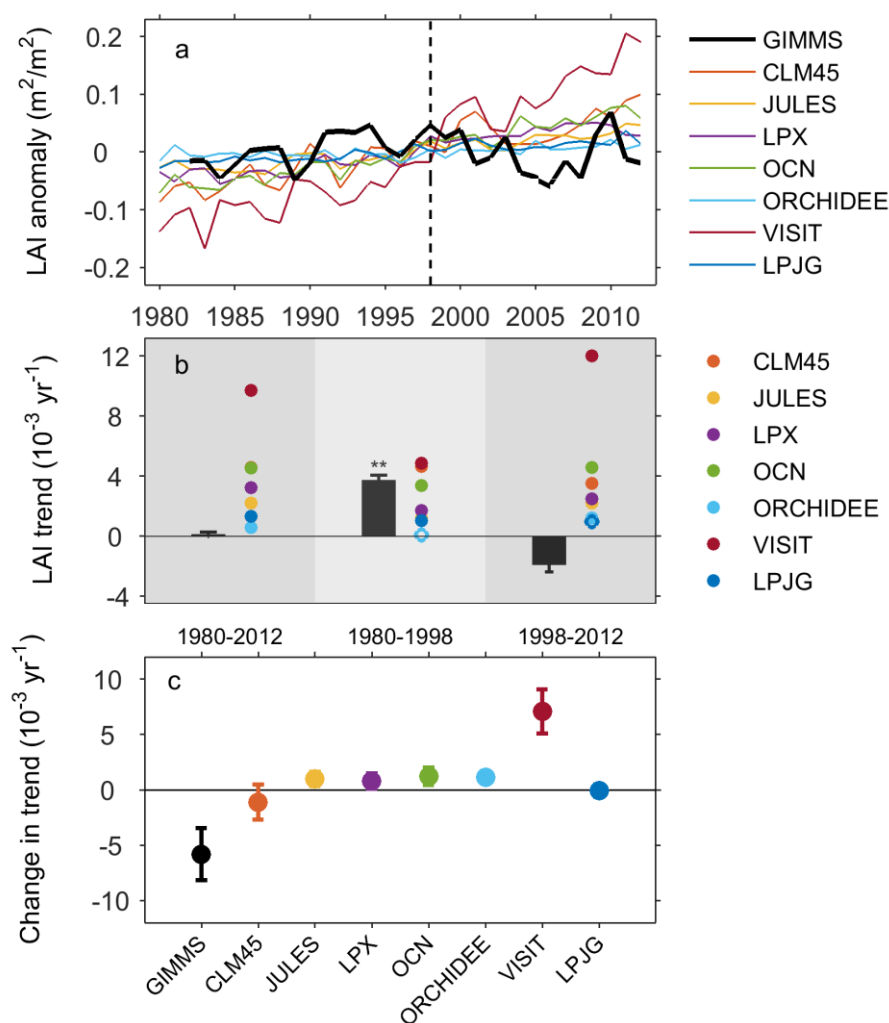 a
LAI anomaly (m²/m²)
0.2
0.1
0
-0.1
-0.2
1980 1985 1990 1995 2000 2005 2010
GIMMS
CLM45
JULES
LPX
OCN
ORCHIDEE
VISIT
LPJG
b
LAI trend (10⁻³ yr⁻¹)
12
8
4
0
-4
**
1980-2012 1980-1998 1998-2012
CLM45
JULES
LPX
OCN
ORCHIDEE
VISIT
LPJG
c
Change in trend (10⁻³ yr⁻¹)
10
5
0
-5
-10
GIMMS CLM45 JULES LPX OCN ORCHIDEE VISIT LPJG